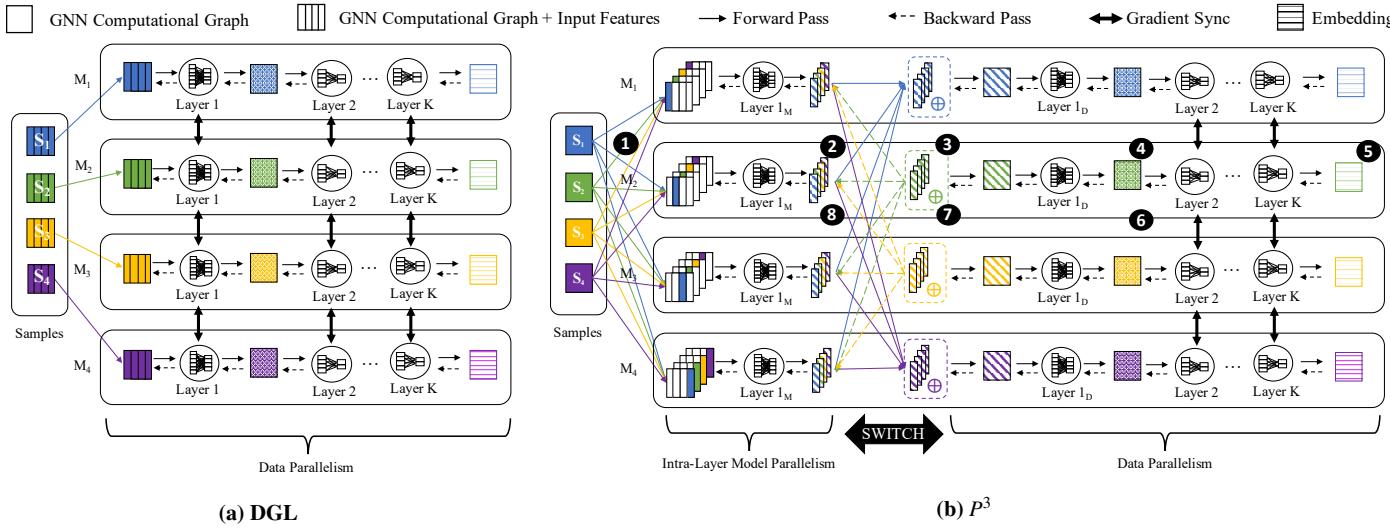 GNN Computational Graph
GNN Computational Graph + Input Features
Forward Pass
Backward Pass
Gradient Sync
Embedding
M1
Layer 1
Layer 2
...
Layer K
S1
M2
Layer 1
Layer 2
...
Layer K
S2
S3
M3
Layer 1
Layer 2
...
Layer K
S4
Samples
M4
Layer 1
Layer 2
...
Layer K
Data Parallelism
(a) DGL
M1
Layer 1M
Layer 1D
Layer 2
...
Layer K
1
S1
2
3
4
5
M2
Layer 1M
Layer 1D
Layer 2
...
Layer K
S2
8
7
6
S3
M3
Layer 1M
Layer 1D
Layer 2
...
Layer K
S4
Samples
M4
Layer 1M
Layer 1D
Layer 2
...
Layer K
SWITCH
Intra-Layer Model Parallelism
Data Parallelism
(b) P3